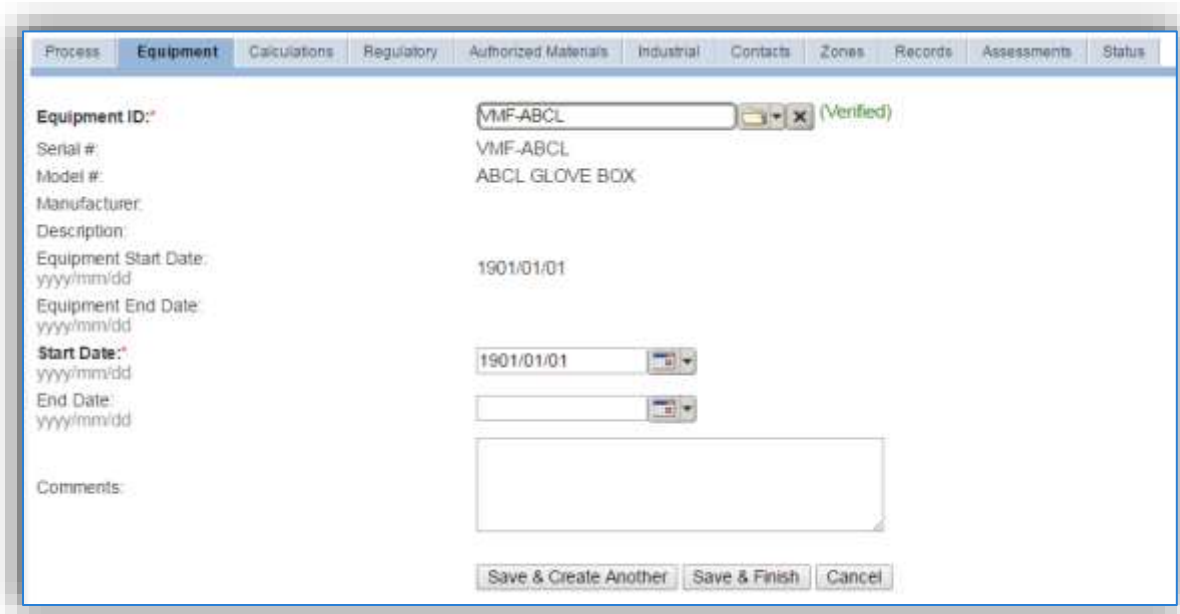 Process Equipment Calculations Regulatory Authorized Materials Industrial Contacts Zones Records Assessments Status
Equipment ID:* VMF-ABCL (Verified)
Serial #: VMF-ABCL
Model #: ABCL GLOVE BOX
Manufacturer:
Description:
Equipment Start Date: 1901/01/01
yyyy/mm/dd
Equipment End Date:
yyyy/mm/dd
Start Date:* 1901/01/01
yyyy/mm/dd
End Date:
yyyy/mm/dd
Comments:
Save & Create Another Save & Finish Cancel